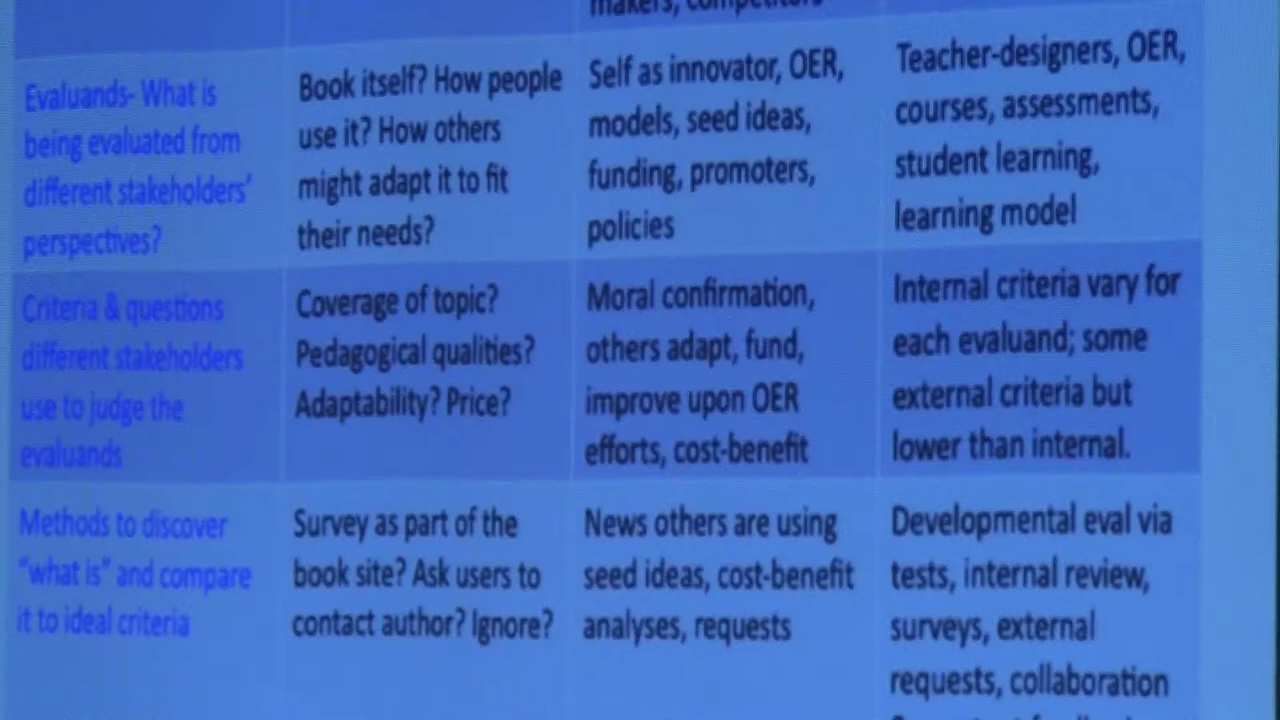 makers, competitors
Evaluands- What is
being evaluated from
different stakeholders'
perspectives?
Book itself? How people
use it? How others
might adapt it to fit
their needs?
Self as innovator, OER,
models, seed ideas,
funding, promoters,
policies
Teacher-designers, OER,
courses, assessments,
student learning,
learning model
Criteria & questions
different stakeholders
use to judge the
evaluands
Coverage of topic?
Pedagogical qualities?
Adaptability? Price?
Moral confirmation,
others adapt, fund,
improve upon OER
efforts, cost-benefit
Internal criteria vary for
each evaluand; some
external criteria but
lower than internal.
Methods to discover
"what is" and compare
it to ideal criteria
Survey as part of the
book site? Ask users to
contact author? Ignore?
News others are using
seed ideas, cost-benefit
analyses, requests
Developmental eval via
tests, internal review,
surveys, external
requests, collaboration